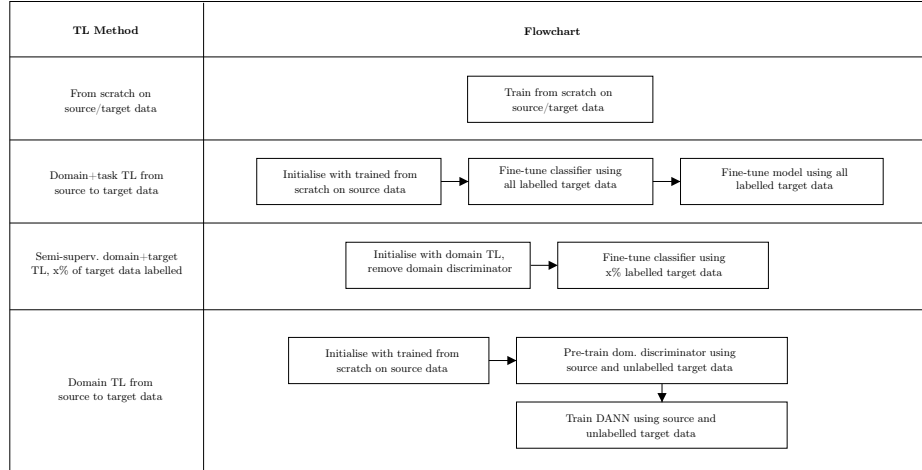 TL Method
Flowchart
From scratch on
source/target data
Train from scratch on
source/target data
Domain+task TL from
source to target data
Initialise with trained from
scratch on source data
Fine-tune classifier using
all labelled target data
Fine-tune model using all
labelled target data
Semi-superv. domain+target
TL, x% of target data labelled
Initialise with domain TL,
remove domain discriminator
Fine-tune classifier using
x% labelled target data
Domain TL from
source to target data
Initialise with trained from
scratch on source data
Pre-train dom. discriminator using
source and unlabelled target data
Train DANN using source and
unlabelled target data